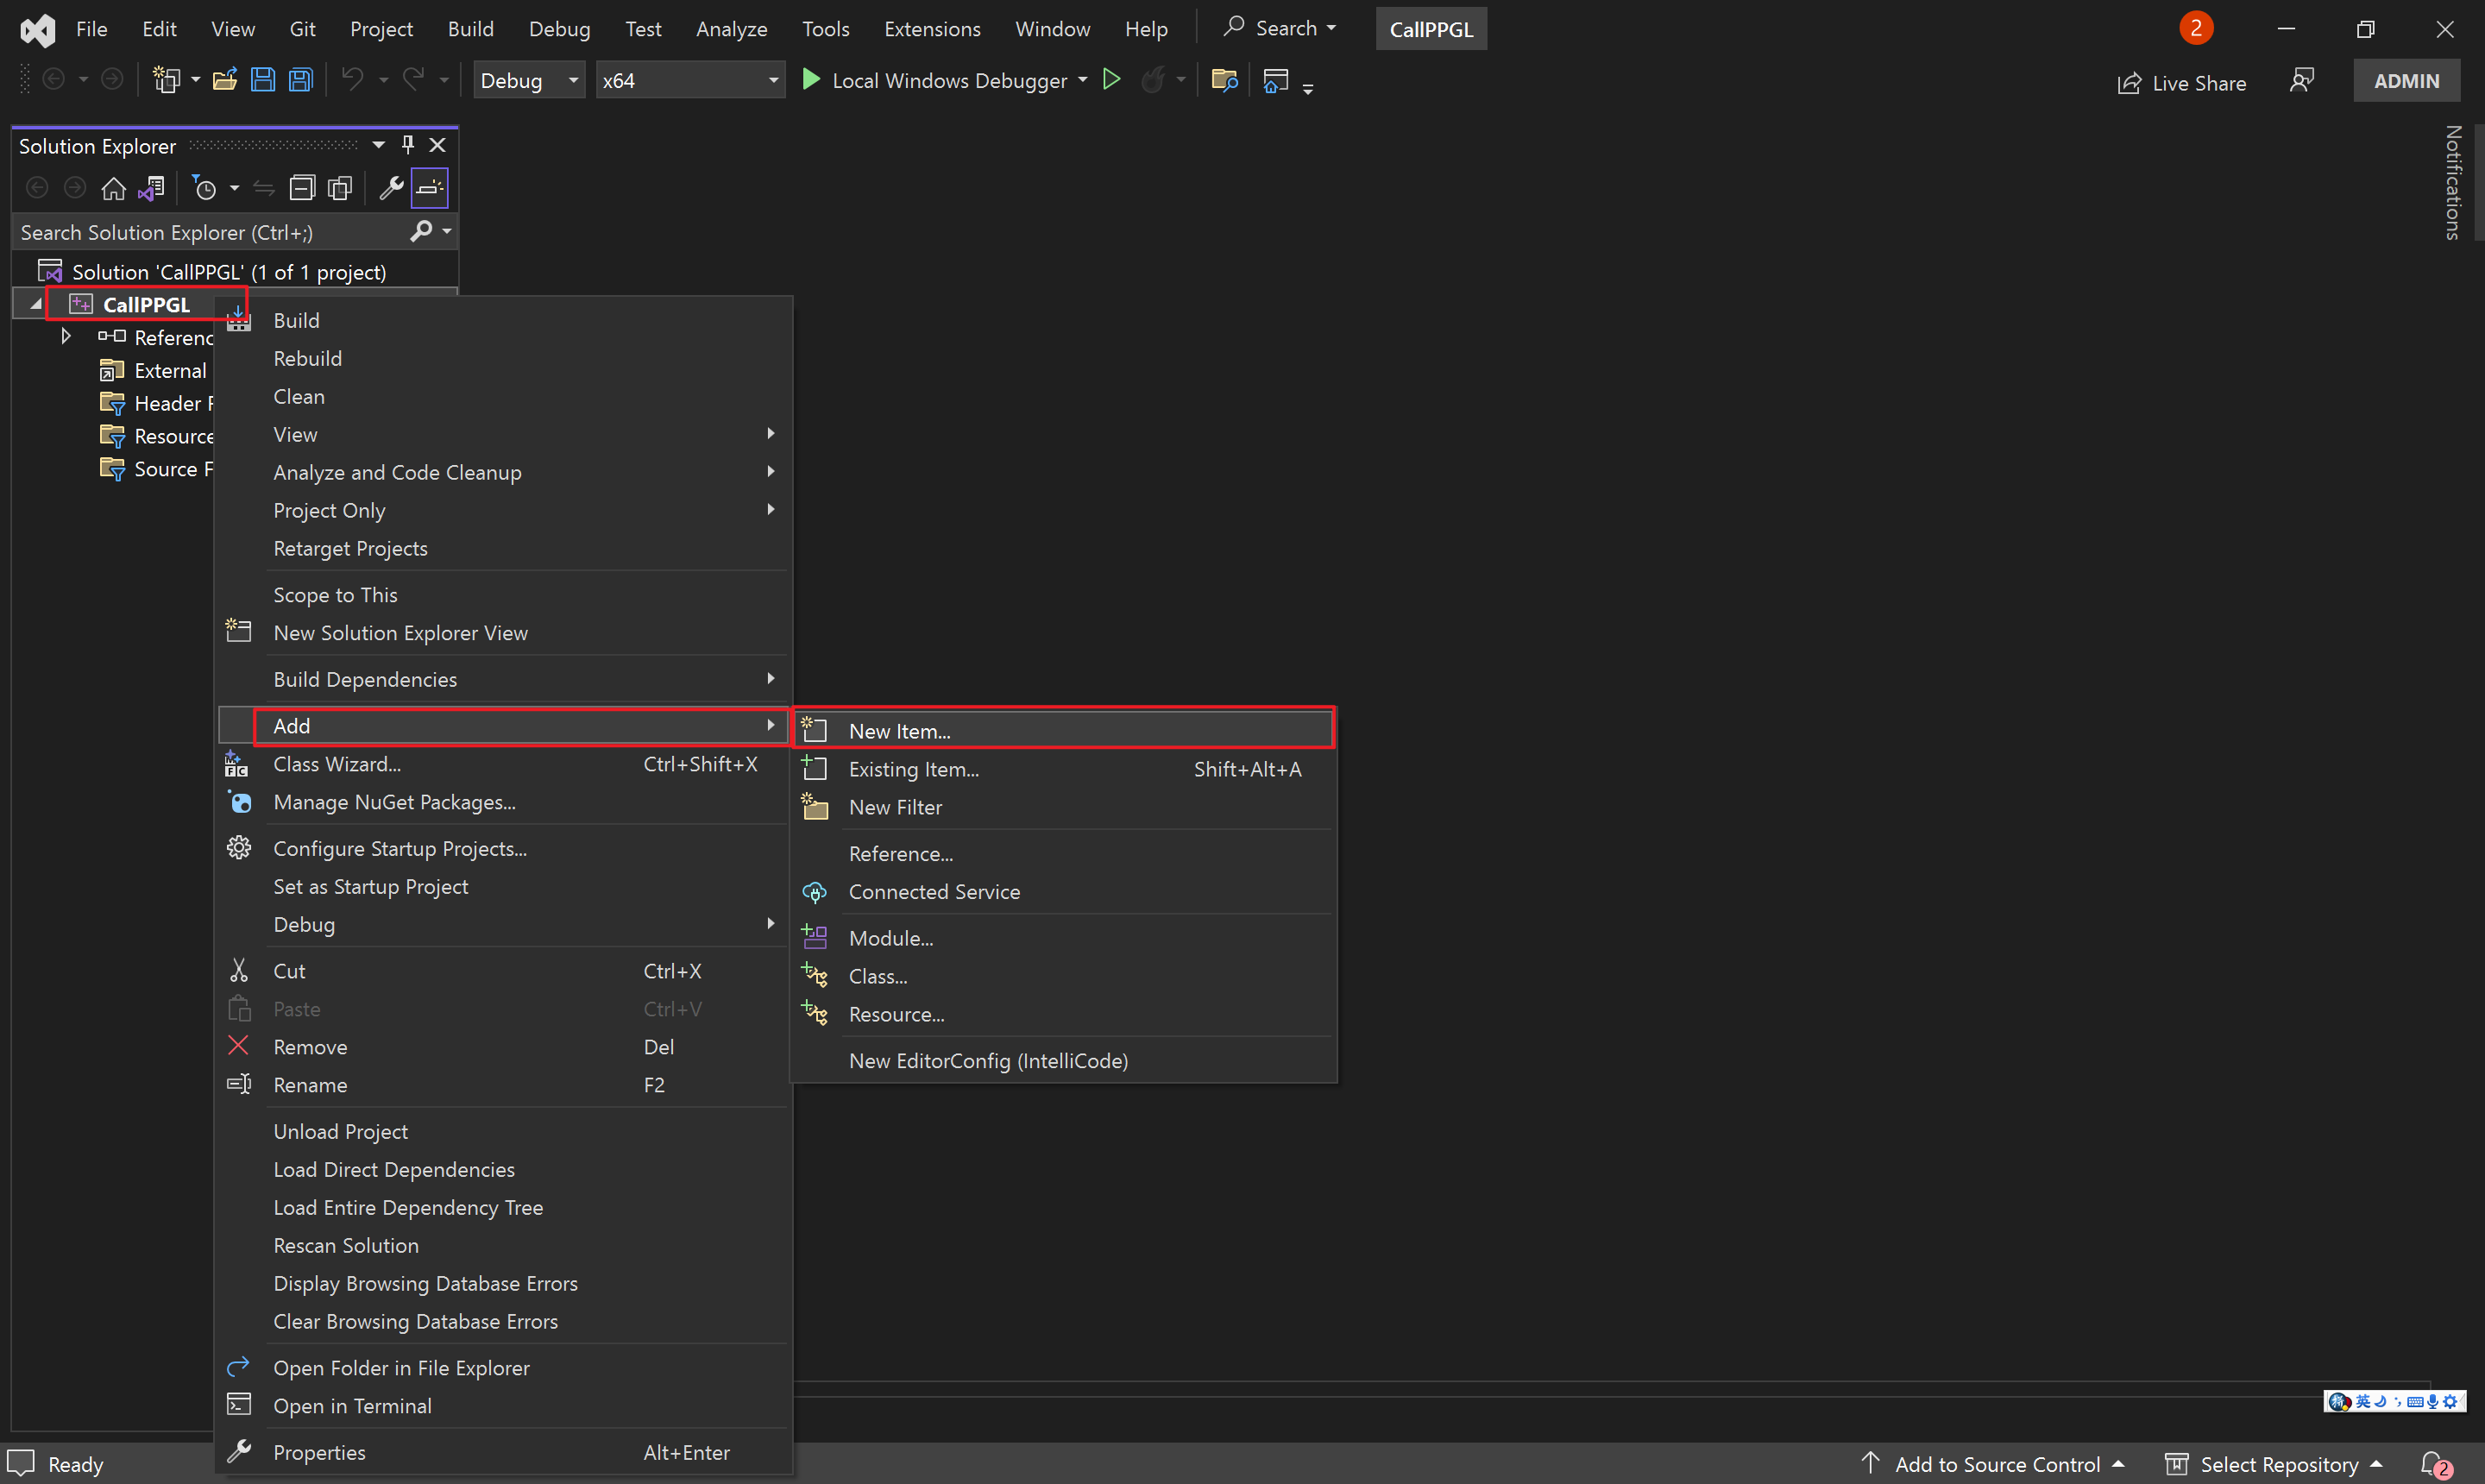 File Edit View Git Project Build Debug Test Analyze Tools Extensions Window Help Search CallPPGL 2
Debug x64 Local Windows Debugger Live Share ADMIN
Solution Explorer
Search Solution Explorer (Ctrl+;)
Solution 'CallPPGL' (1 of 1 project)
CallPPGL
Referenc
External
Header F
Resource
Source F
Build
Rebuild
Clean
View
Analyze and Code Cleanup
Project Only
Retarget Projects
Scope to This
New Solution Explorer View
Build Dependencies
Add
Class Wizard... Ctrl+Shift+X
Manage NuGet Packages...
Configure Startup Projects...
Set as Startup Project
Debug
Cut Ctrl+X
Paste Ctrl+V
Remove Del
Rename F2
Unload Project
Load Direct Dependencies
Load Entire Dependency Tree
Rescan Solution
Display Browsing Database Errors
Clear Browsing Database Errors
Open Folder in File Explorer
Open in Terminal
Properties Alt+Enter
New Item...
Existing Item... Shift+Alt+A
New Filter
Reference...
Connected Service
Module...
Class...
Resource...
New EditorConfig (IntelliCode)
Notifications
英
Ready Add to Source Control Select Repository 2